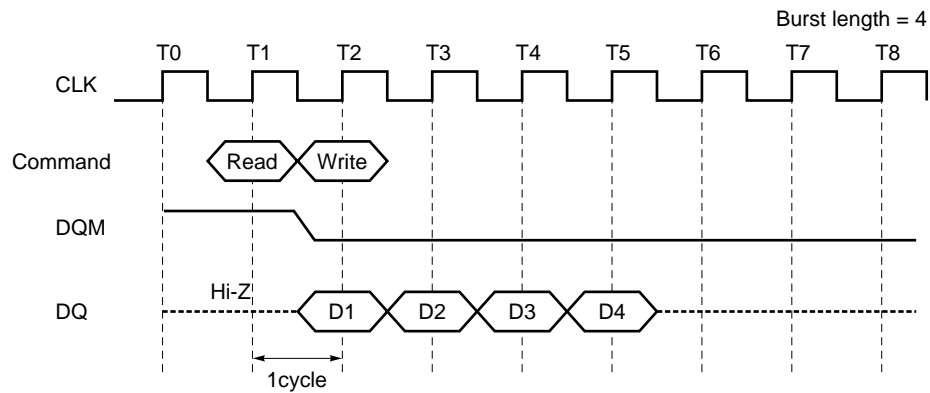 Burst length = 4
T0 T1 T2 T3 T4 T5 T6 T7 T8
CLK
Command Read Write
DQM
Hi-Z
DQ D1 D2 D3 D4
1cycle